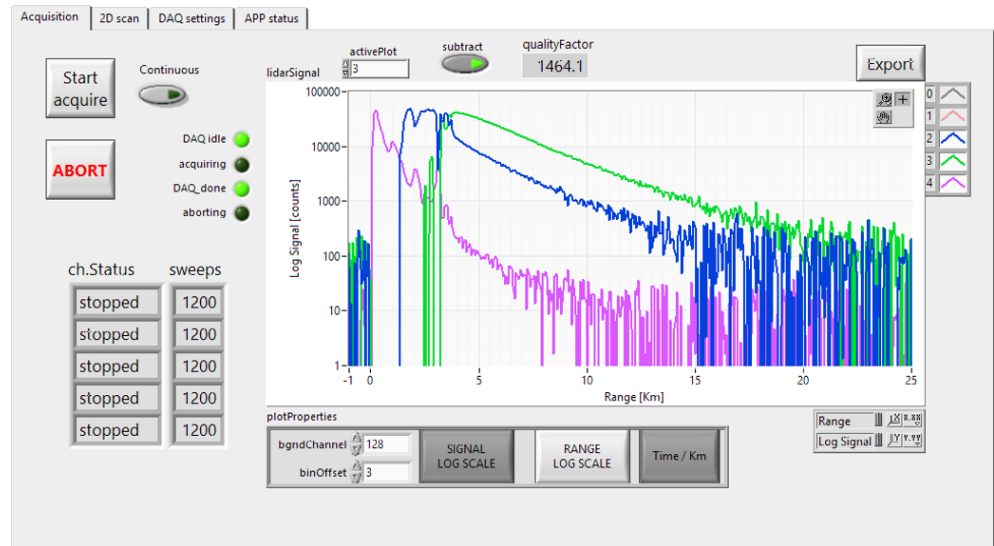 Acquisition 2D scan DAQ settings APP status
Start acquire
Continuous
ABORT
DAQ idle
acquiring
DAQ_done
aborting
ch.Status sweeps
stopped 1200
stopped 1200
stopped 1200
stopped 1200
stopped 1200
activePlot
3
subtract
qualityFactor
1464.1
Export
lidarSignal
0
1
2
3
4
Log Signal [counts]
100000
10000
1000
100
10
1
-1 0 5 10 15 20 25
Range [Km]
plotProperties
bgndChannel 128
binOffset 3
SIGNAL
LOG SCALE
RANGE
LOG SCALE
Time / Km
Range
Log Signal